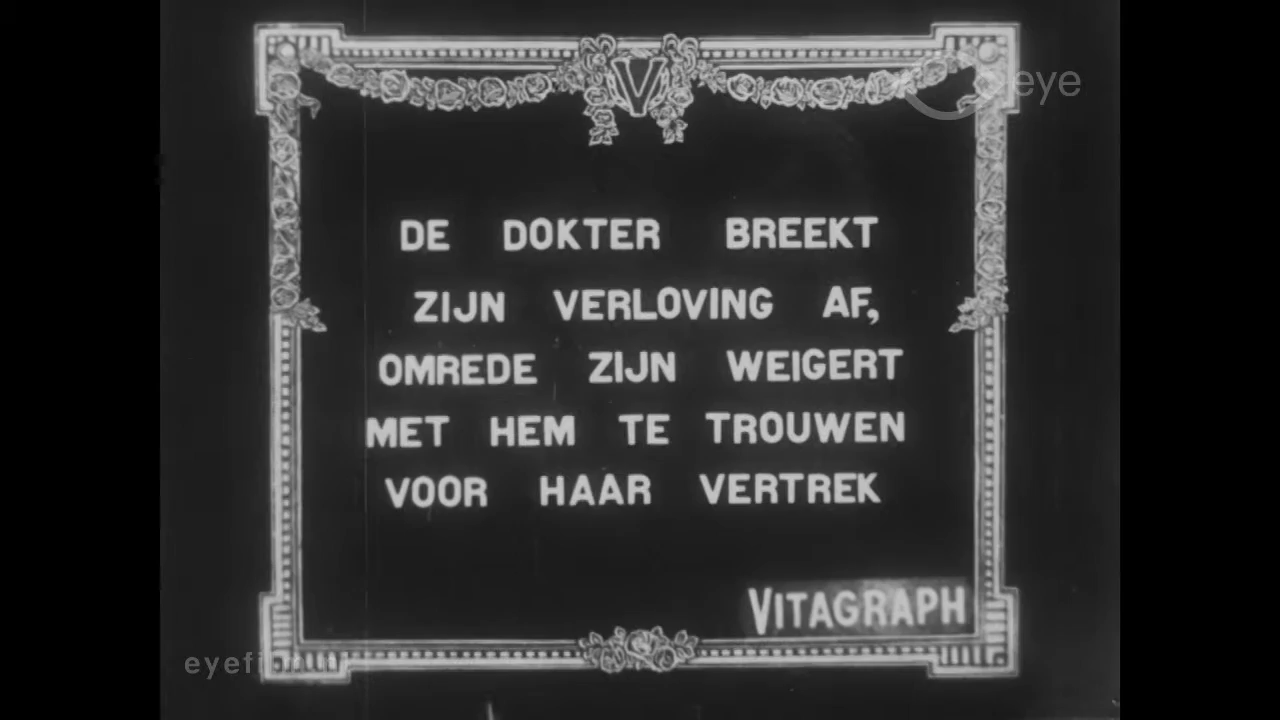 V
eye
DE DOKTER BREEKT
ZIJN VERLOVING AF,
OMREDE ZIJN WEIGERT
MET HEM TE TROUWEN
VOOR HAAR VERTREK
VITAGRAPH
eyefilm.nl